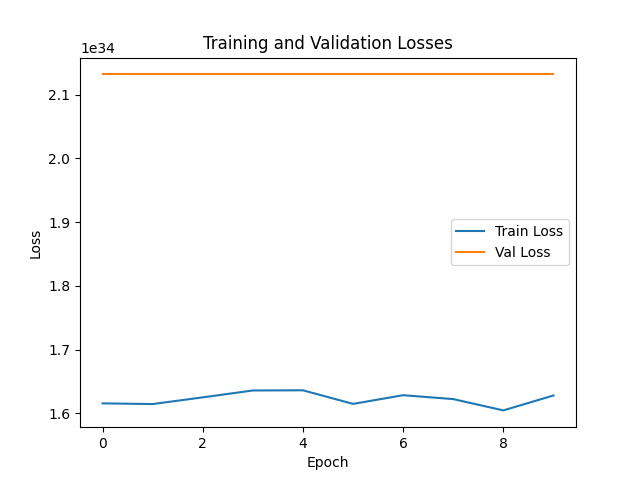 Training and Validation Losses
1e34
2.1
2.0
1.9
1.8
1.7
1.6
Loss
Train Loss
Val Loss
0 2 4 6 8
Epoch